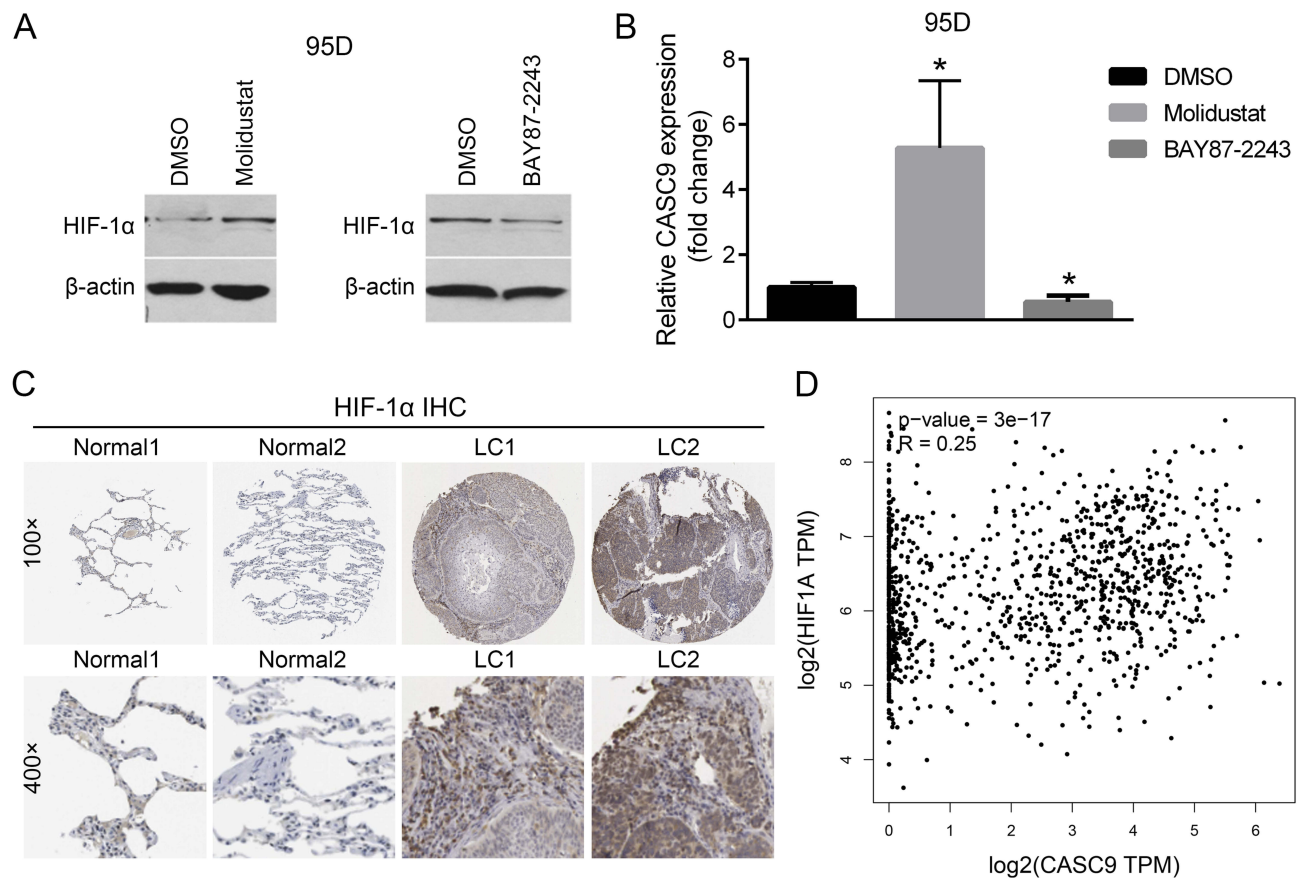 A
95D
DMSO
Molidustat
DMSO
BAY87-2243
HIF-1α
HIF-1α
β-actin
β-actin
B
95D
Relative CASC9 expression
(fold change)
8
6
4
2
0
*
*
DMSO
Molidustat
BAY87-2243
C
HIF-1α IHC
Normal1 Normal2 LC1 LC2
100×
Normal1 Normal2 LC1 LC2
400×
D
p-value = 3e-17
R = 0.25
log2(HIF1A TPM)
8
7
6
5
4
0 1 2 3 4 5 6
log2(CASC9 TPM)